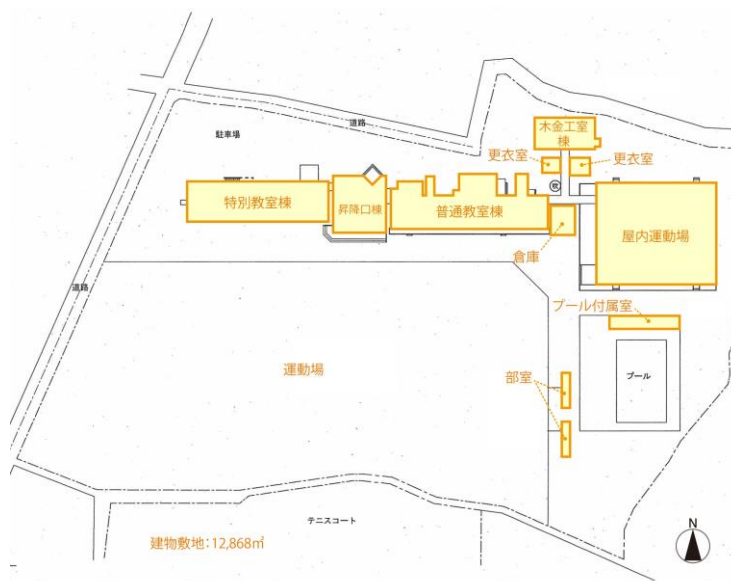 道路
駐車場
木金工室
棟
更衣室
更衣室
特別教室棟
昇降口棟
普通教室棟
屋内運動場
倉庫
道路
プール付属室
運動場
部室
プール
テニスコート
建物敷地：12,868㎡
N